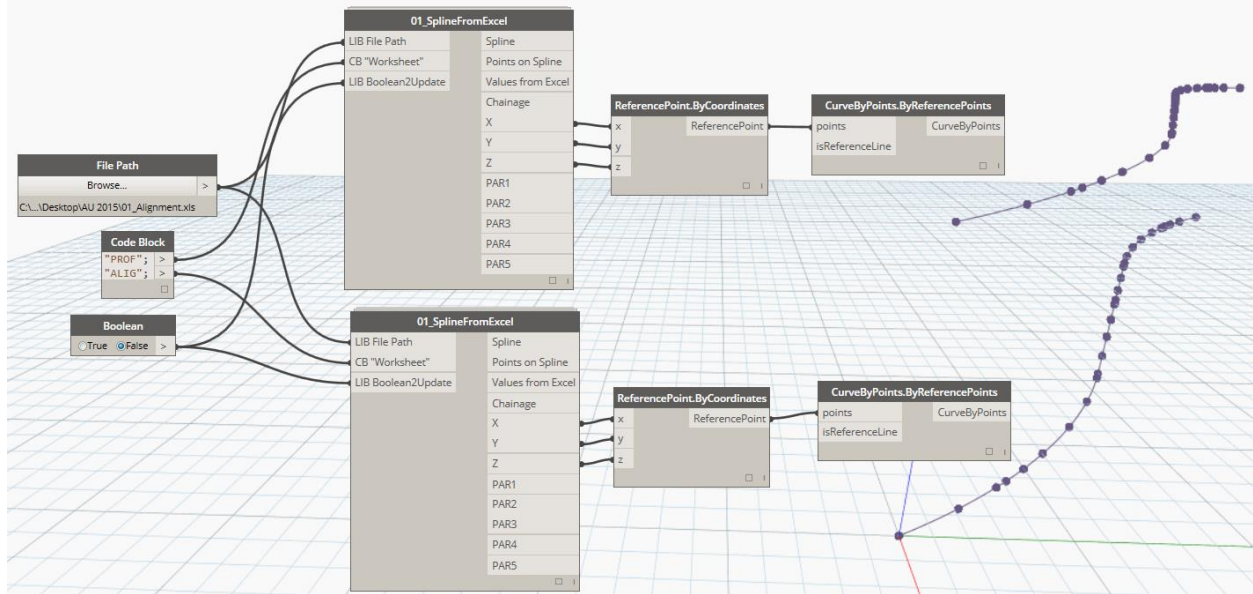 01_SplineFromExcel
LIB File Path
Spline
CB "Worksheet"
Points on Spline
LIB Boolean2Update
Values from Excel
Chainage
X
Y
Z
PAR1
PAR2
PAR3
PAR4
PAR5
ReferencePoint.ByCoordinates
x
ReferencePoint
y
z
CurveByPoints.ByReferencePoints
points
CurveByPoints
isReferenceLine
File Path
Browse...
>
C:\...\Desktop\AU 2015\01_Alignment.xls
Code Block
"PROF"; >
"ALIG"; >
Boolean
True False >
01_SplineFromExcel
LIB File Path
Spline
CB "Worksheet"
Points on Spline
LIB Boolean2Update
Values from Excel
Chainage
X
Y
Z
PAR1
PAR2
PAR3
PAR4
PAR5
ReferencePoint.ByCoordinates
x
ReferencePoint
y
z
CurveByPoints.ByReferencePoints
points
CurveByPoints
isReferenceLine